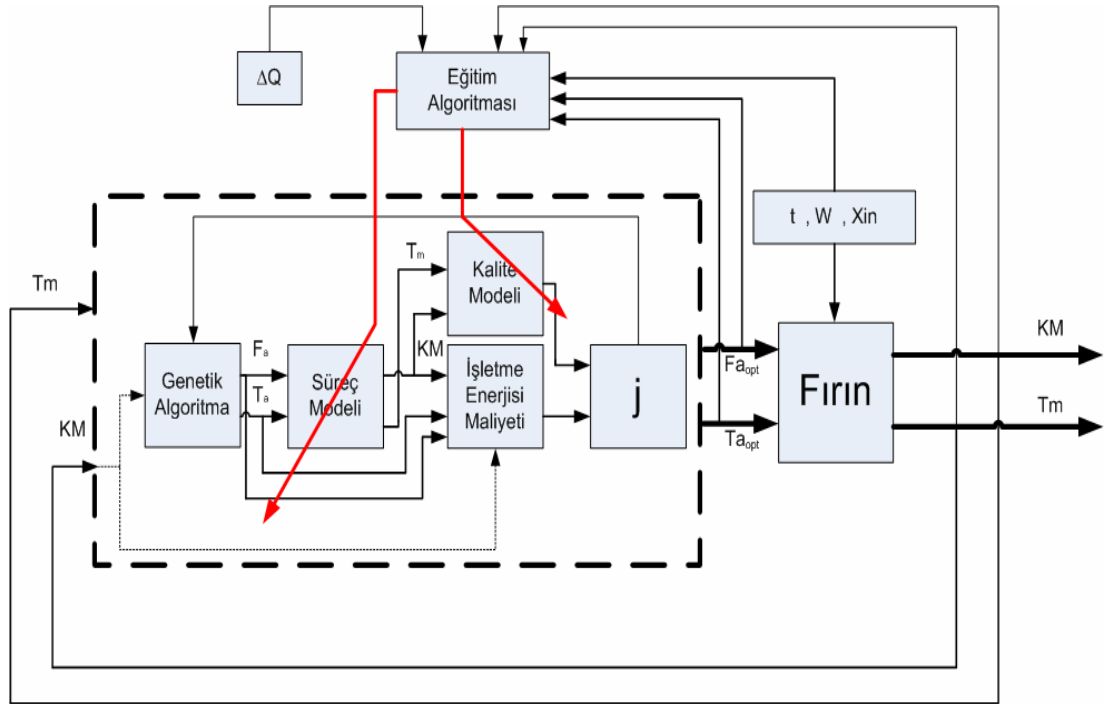 ΔQ
Eğitim
Algoritması
t , W , Xin
Tm
Kalite
Modeli
Tm
KM
Fa
Ta
Genetik
Algoritma
Süreç
Modeli
KM
İşletme
Enerjisi
Maliyeti
j
Faopt
Taopt
Fırın
KM
Tm